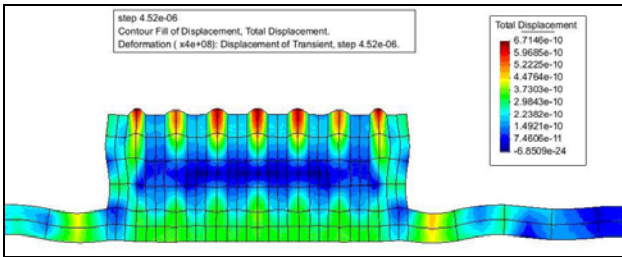 step 4.52e-06
Contour Fill of Displacement, Total Displacement.
Deformation ( x4e+08): Displacement of Transient, step 4.52e-06.
Total Displacement
6.7146e-10
5.9685e-10
5.2225e-10
4.4764e-10
3.7303e-10
2.9843e-10
2.2382e-10
1.4921e-10
7.4606e-11
-6.8509e-24